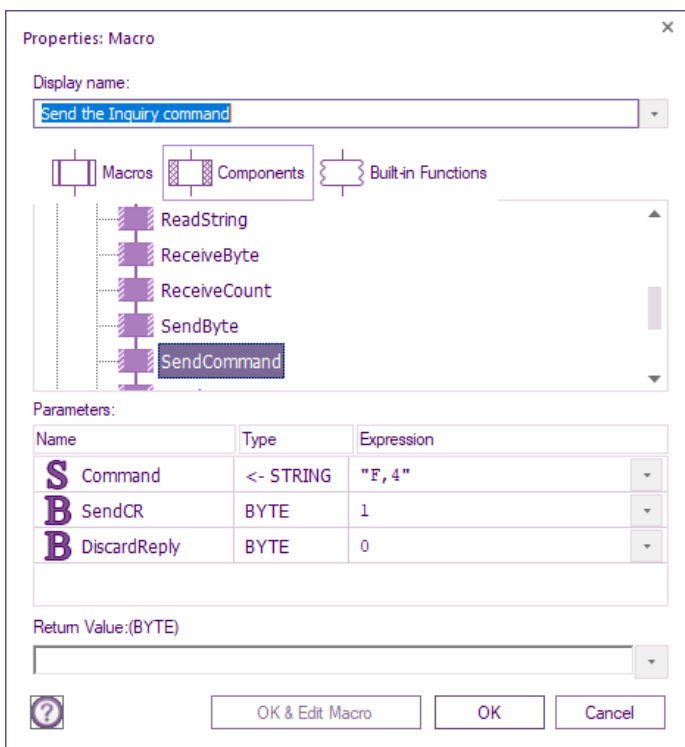 Properties: Macro
Display name:
Send the Inquiry command
Macros Components Built-in Functions
ReadString
ReceiveByte
ReceiveCount
SendByte
SendCommand
Parameters:
Name Type Expression
S Command <- STRING "F,4"
B SendCR BYTE 1
B DiscardReply BYTE 0
Return Value:(BYTE)
? OK & Edit Macro OK Cancel